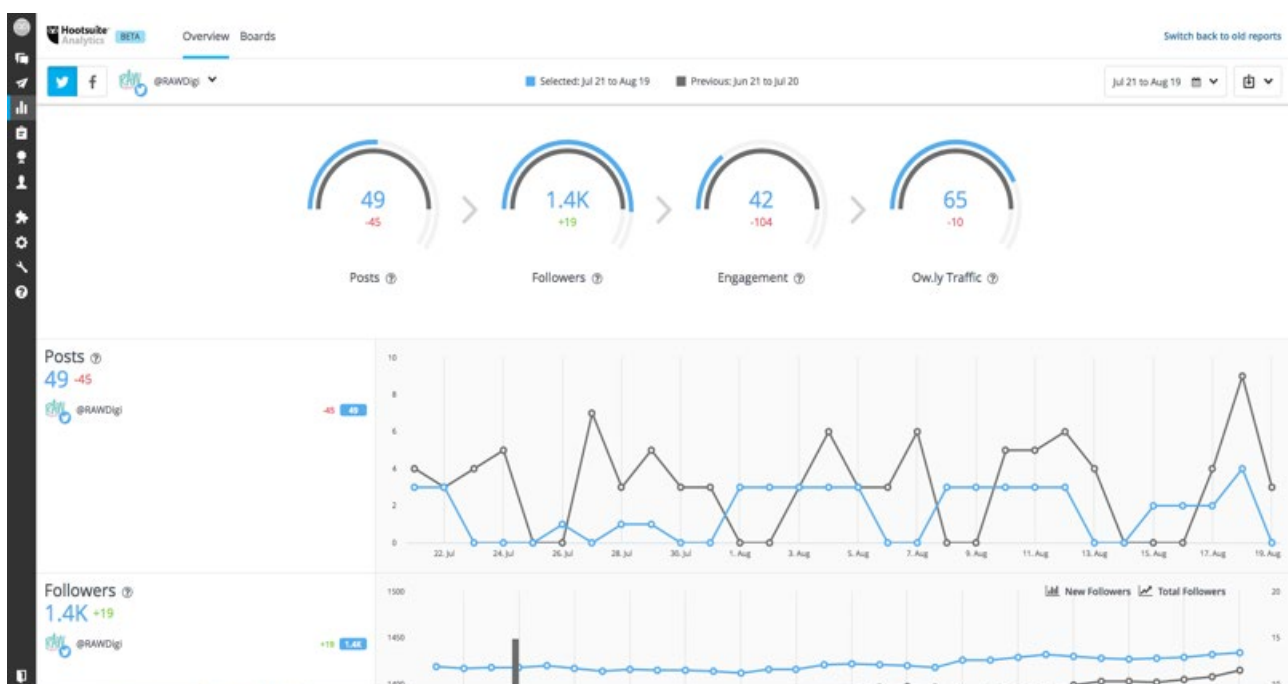 Hootsuite
Analytics
BETA
Overview Boards
Switch back to old reports
f @RAWDigi
Selected: Jul 21 to Aug 19 Previous: Jun 21 to Jul 20
Jul 21 to Aug 19
49 1.4K 42 65
-45 +19 -104 -10
Posts Followers Engagement Ow.ly Traffic
Posts
49 -45
@RAWDigi -45 49
10
8
6
4
2
0
22. Jul 24. Jul 26. Jul 28. Jul 30. Jul 1. Aug 3. Aug 5. Aug 7. Aug 9. Aug 11. Aug 13. Aug 15. Aug 17. Aug 19. Aug
Followers
1.4K +19
@RAWDigi +19 1.4K
1500 New Followers Total Followers 20
1450 15